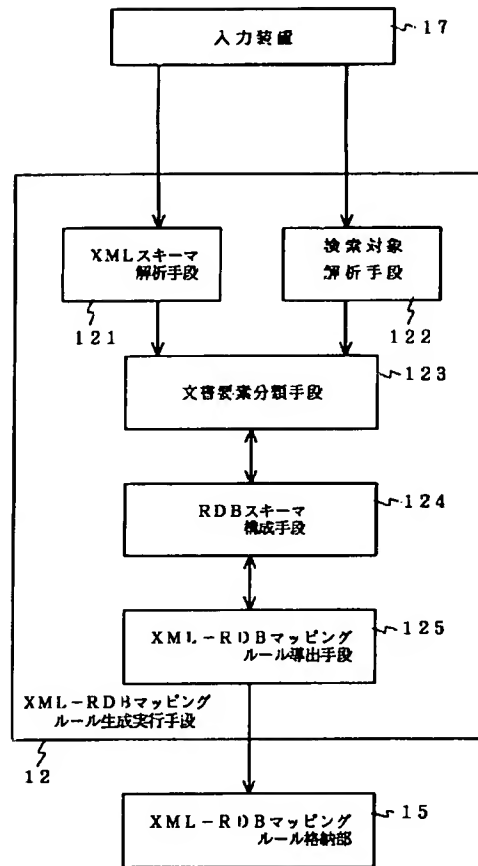 入力装置
17
XMLスキーマ
解析手段
検索対象
解析手段
121
122
文書要素分類手段
123
RDBスキーマ
構成手段
124
XML-RDBマッピング
ルール導出手段
125
XML-RDBマッピング
ルール生成実行手段
12
XML-RDBマッピング
ルール格納部
15